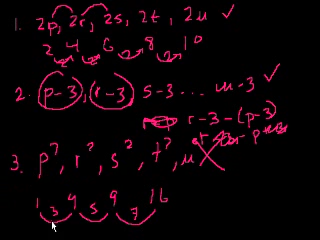 1. 2p, 2r, 2s, 2t, 2u ✓
2 4 6 8 10
2. p-3, r-3 s-3 ... u-3 ✓
r-3-(p-3)
3. p², r², s², t², u
1 4 9 16
3 5 7